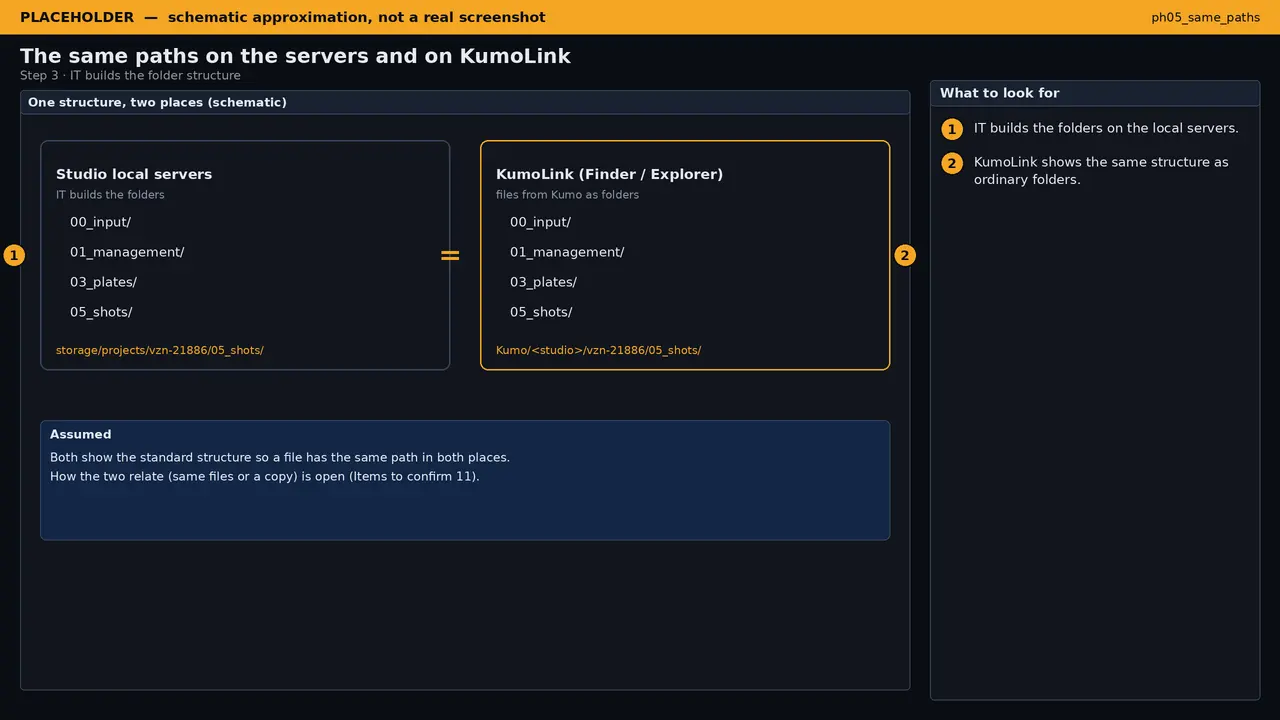 PLACEHOLDER — schematic approximation, not a real screenshot
ph05_same_paths
The same paths on the servers and on KumoLink
Step 3 · IT builds the folder structure
One structure, two places (schematic)
Studio local servers
IT builds the folders
00_input/
01_management/
03_plates/
05_shots/
storage/projects/vzn-21886/05_shots/
1
=
KumoLink (Finder / Explorer)
files from Kumo as folders
00_input/
01_management/
03_plates/
05_shots/
Kumo/<studio>/vzn-21886/05_shots/
2
Assumed
Both show the standard structure so a file has the same path in both places.
How the two relate (same files or a copy) is open (Items to confirm 11).
What to look for
1 IT builds the folders on the local servers.
2 KumoLink shows the same structure as
ordinary folders.